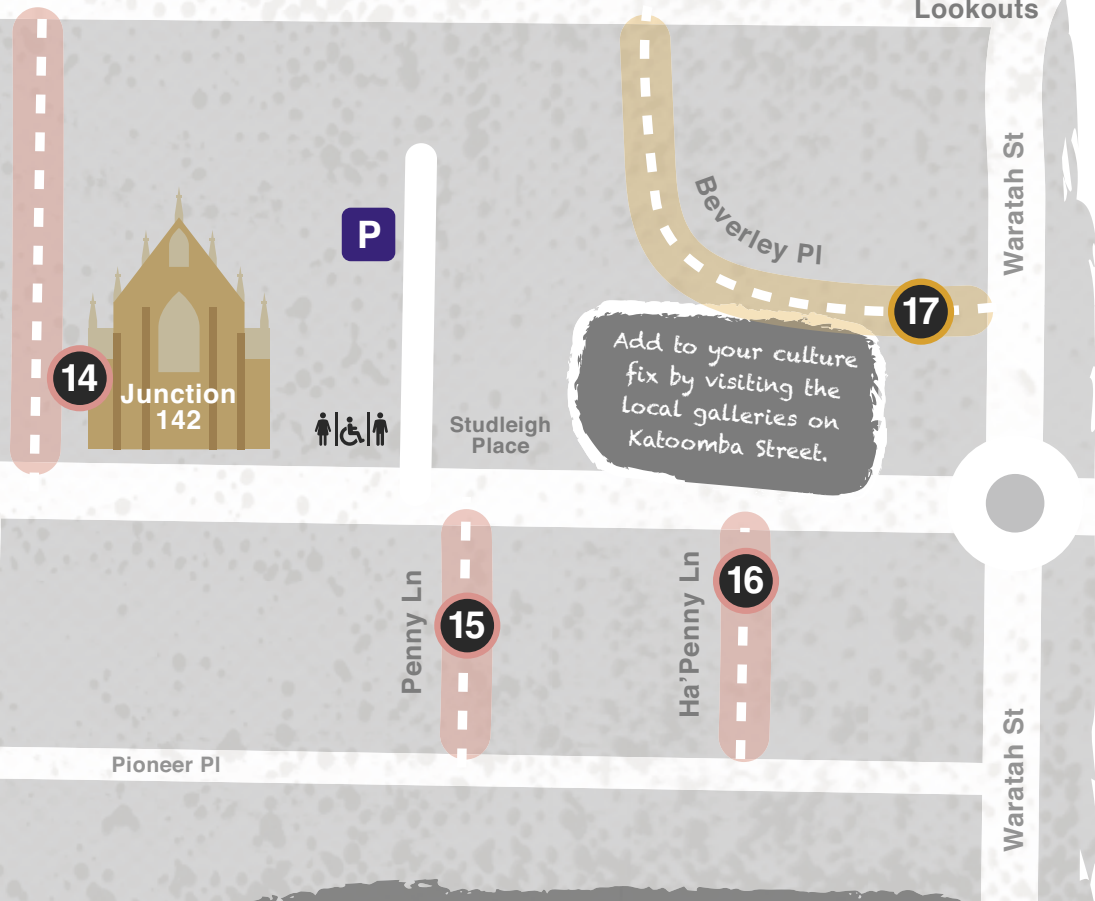 Lookouts
Waratah St
Beverley Pl
P
17
Add to your culture
fix by visiting the
local galleries on
Katoomba Street.
14
Junction
142
Studleigh
Place
16
15
Penny Ln
Ha'Penny Ln
Pioneer Pl
Waratah St